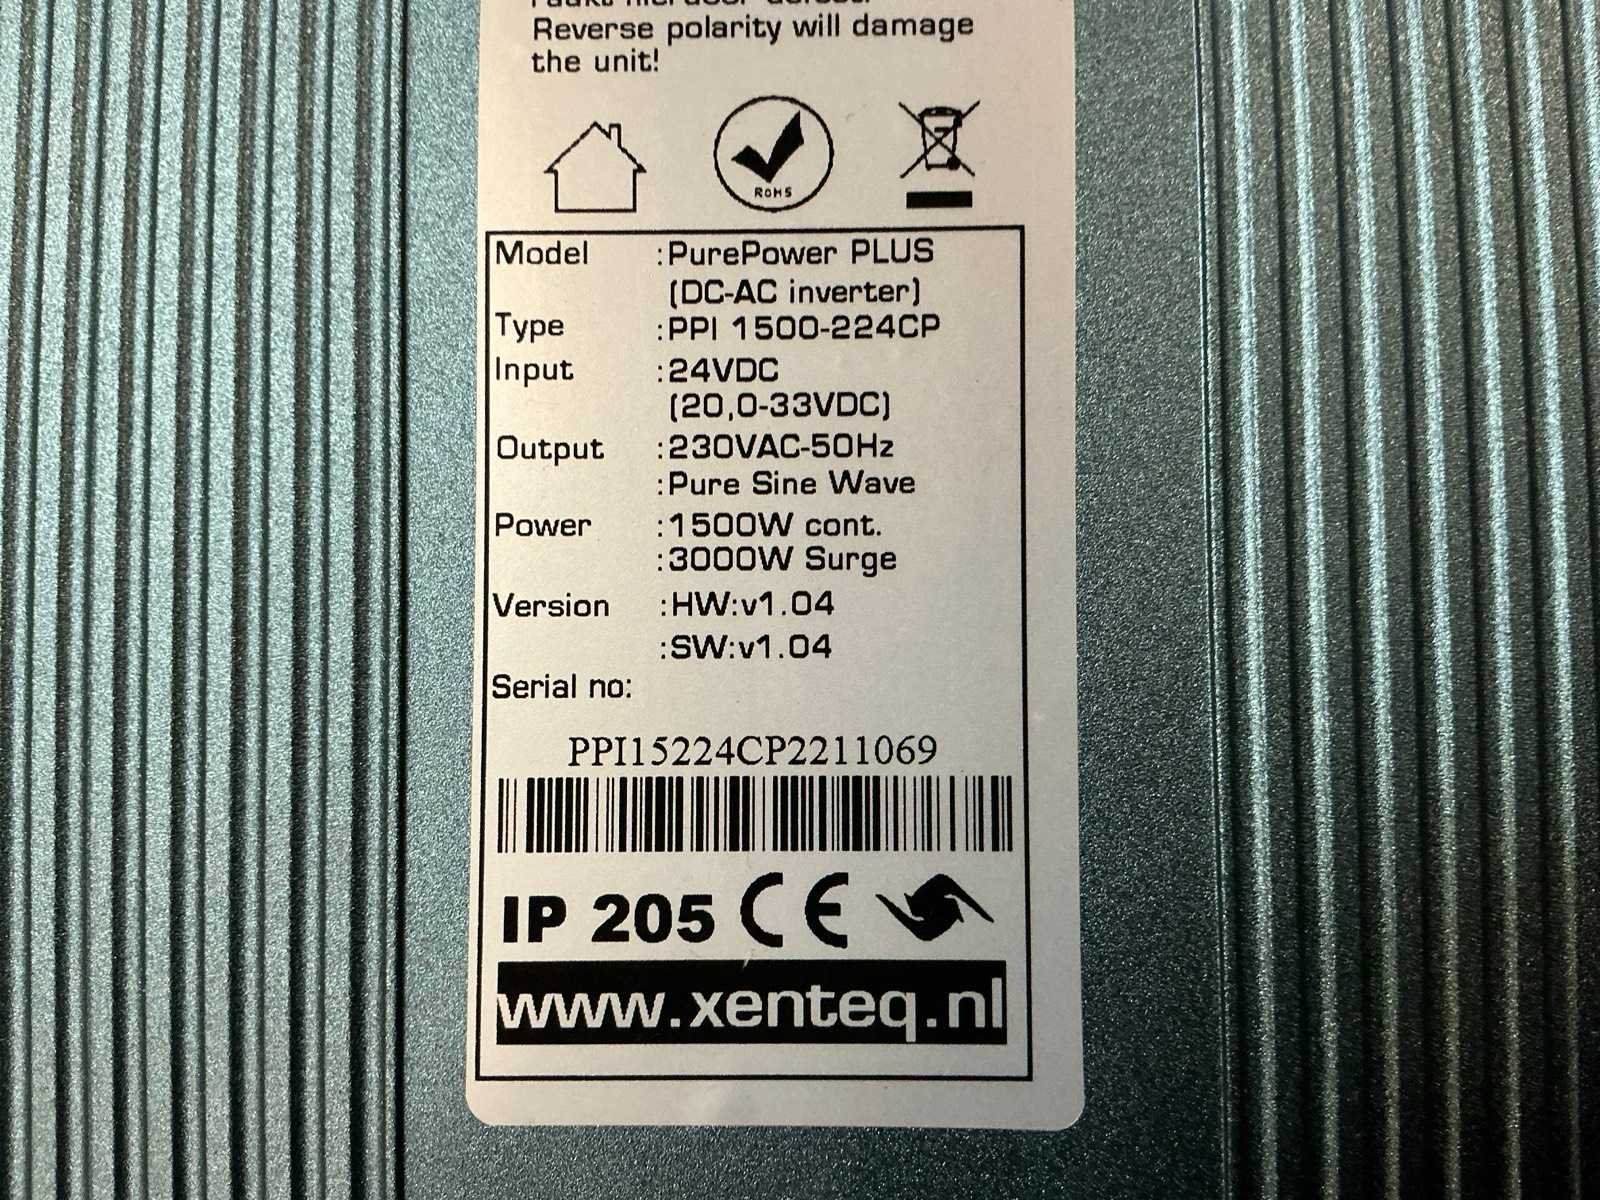 Reverse polarity will damage
the unit!
ROHS
Model :PurePower PLUS
(DC-AC inverter)
Type :PPI 1500-224CP
Input :24VDC
(20,0-33VDC)
Output :230VAC-50Hz
:Pure Sine Wave
Power :1500W cont.
:3000W Surge
Version :HW:v1.04
:SW:v1.04
Serial no:
PPI15224CP2211069
IP 205 CE
www.xenteq.nl